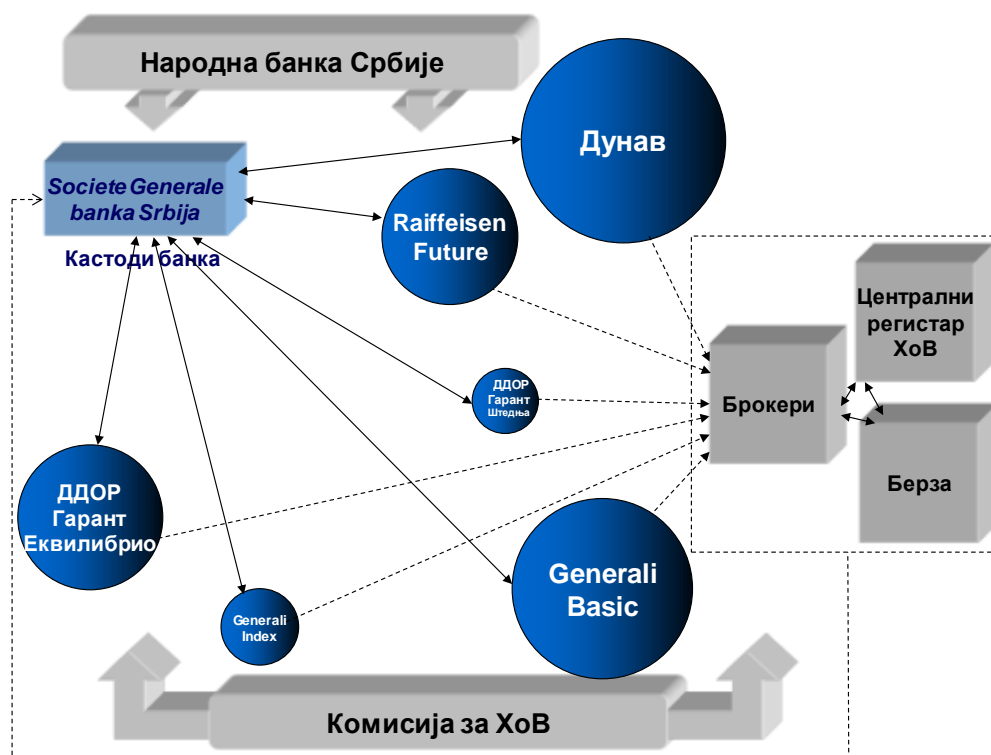 Народна банка Србије
Дунав
Societe Generale
banka Srbija
Кастоди банка
Raiffeisen
Future
Централни
регистар
ХоВ
Брокери
ДДОР
Гарант
Штедња
Берза
ДДОР
Гарант
Еквилибрио
Generali
Basic
Generali
Index
Комисија за ХоВ